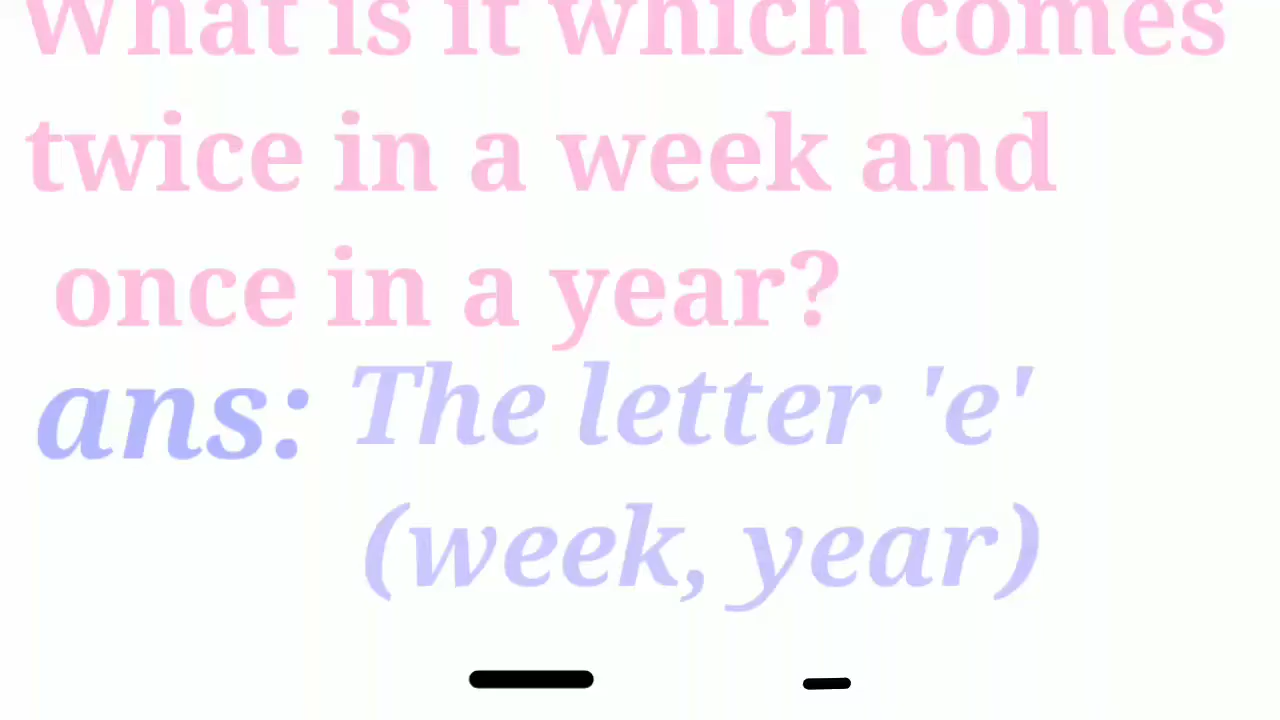 What is it which comes
twice in a week and
once in a year?
ans: The letter 'e'
(week, year)